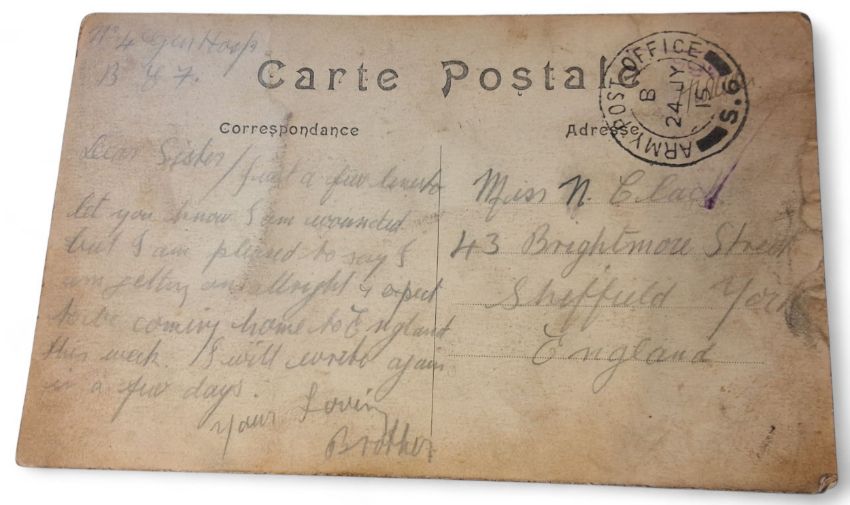 No 4 Gen Hosp
B E F.
Carte Postale
ARMY POST OFFICE
B
24 JY
15
S.6
Correspondance
Adresse
Dear Sister / Just a few lines to
let you know I am wounded
but I am pleased to say I
am getting on allright & expect
to be coming home to England
this week. I will write again
in a few days.
Your Loving
Brother
Miss N. Clack
43 Brightmore Street
Sheffield York
England